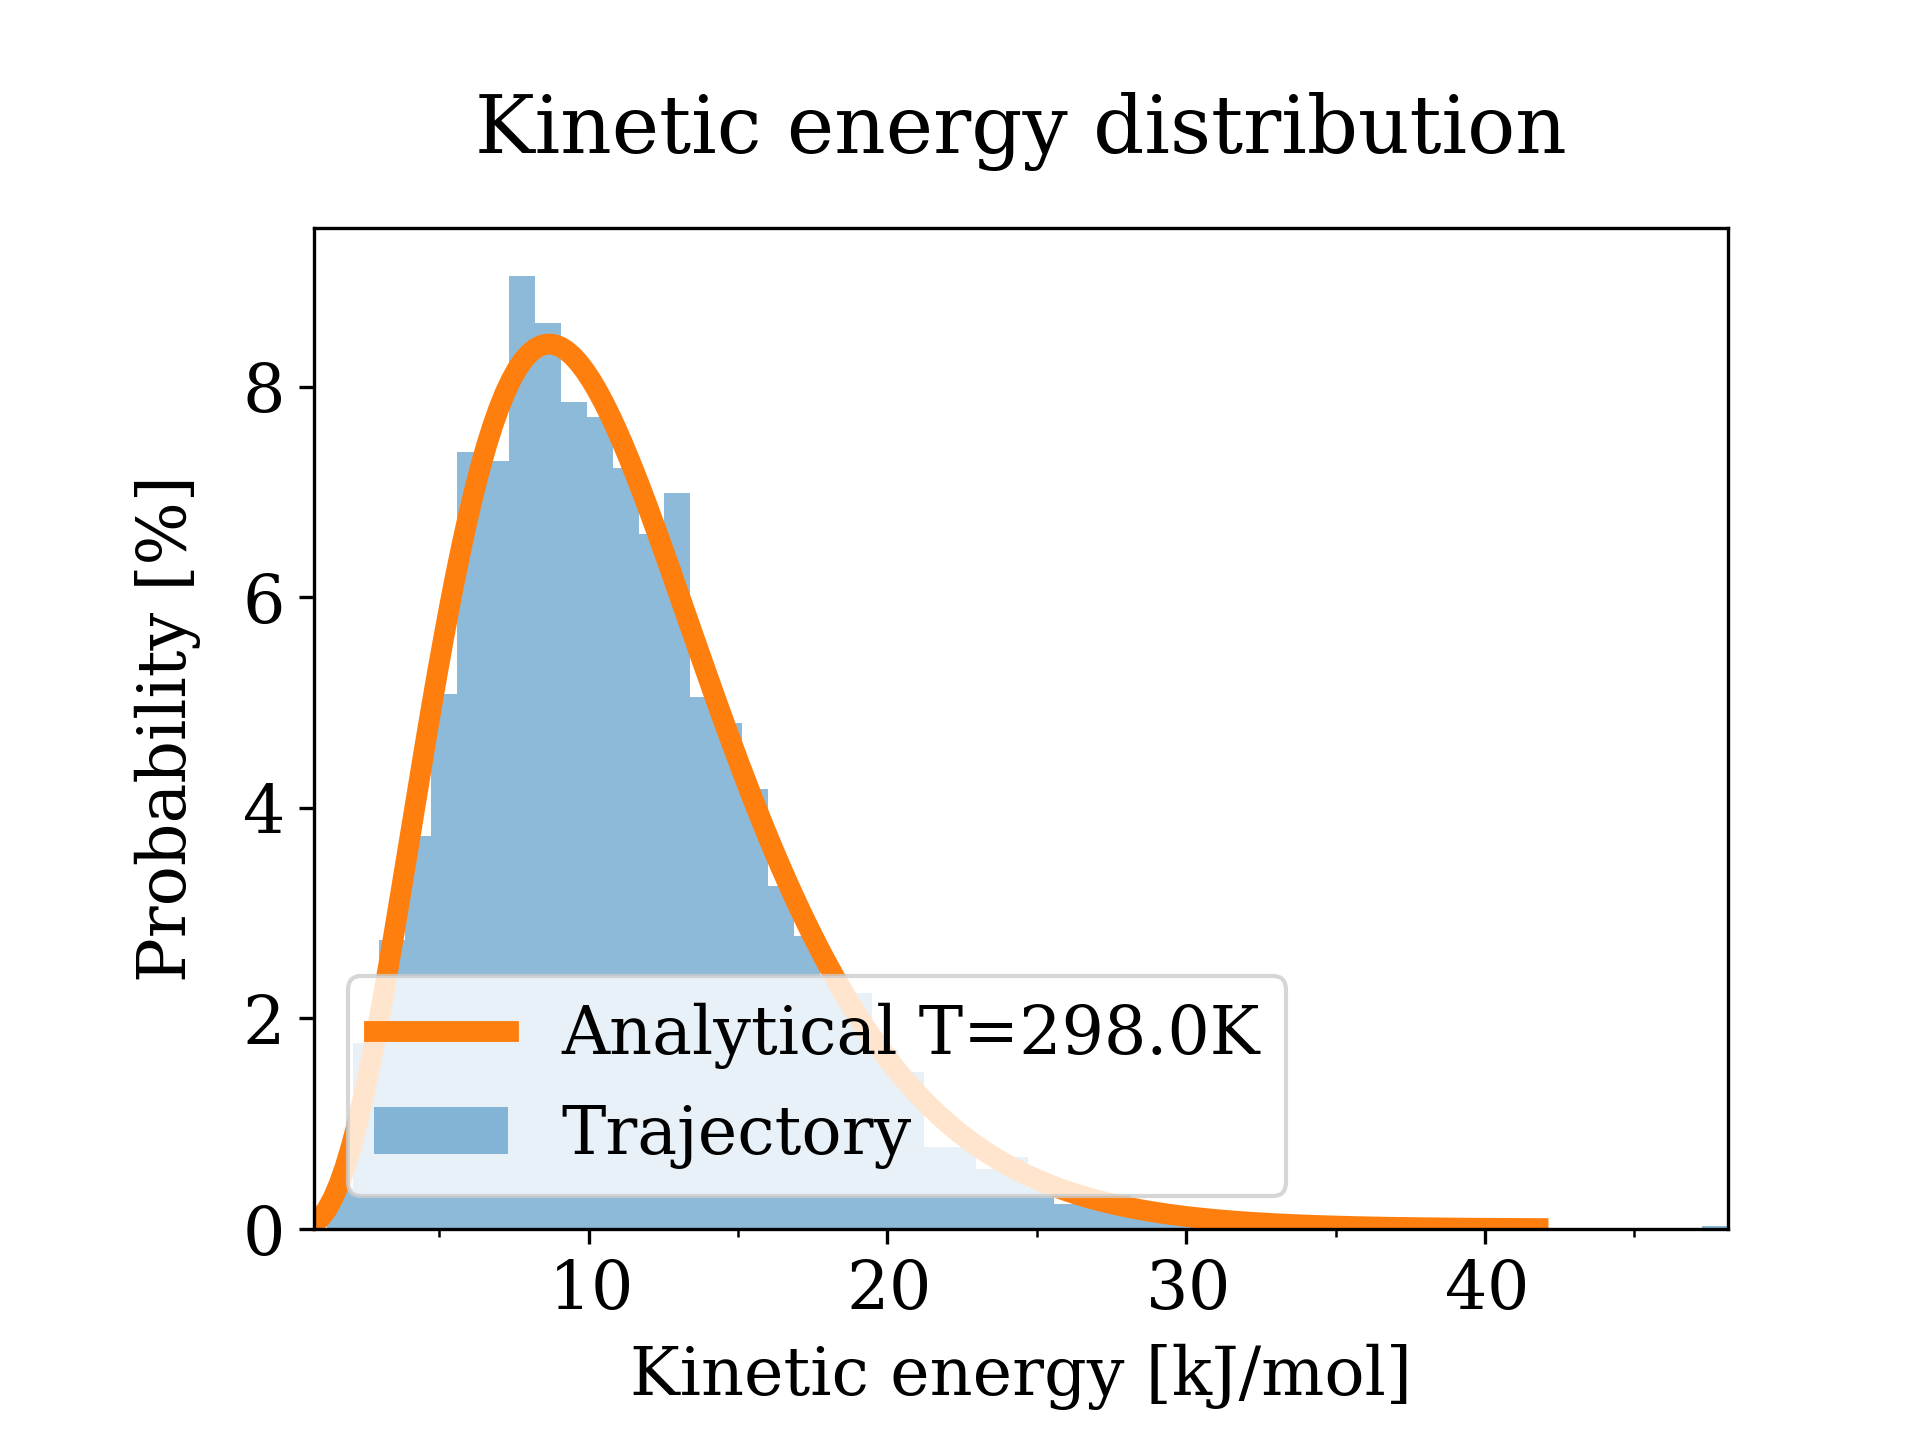 Kinetic energy distribution
Probability [%]
8
6
4
2
0
Analytical T=298.0K
Trajectory
10 20 30 40
Kinetic energy [kJ/mol]